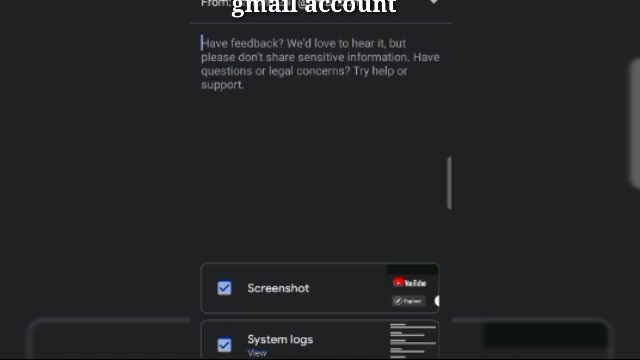 From:
gmail account
Have feedback? We'd love to hear it, but
please don't share sensitive information. Have
questions or legal concerns? Try help or
support.
Screenshot
YouTube
Explore
System logs
View